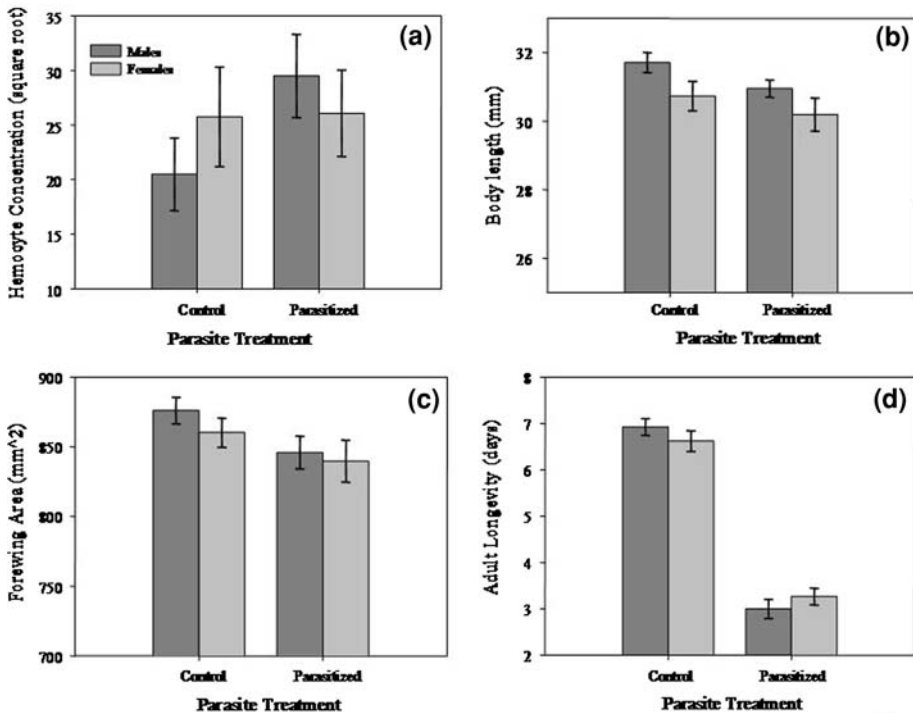 (a)
Hemocyte Concentration (square root)
35
30
25
20
15
10
Males
Females
Control
Parasitized
Parasite Treatment
(b)
Body length (mm)
32
30
28
26
Control
Parasitized
Parasite Treatment
(c)
Forewing Area (mm^2)
900
850
800
750
700
Control
Parasitized
Parasite Treatment
(d)
Adult Longevity (days)
8
7
6
5
4
3
2
Control
Parasitized
Parasite Treatment